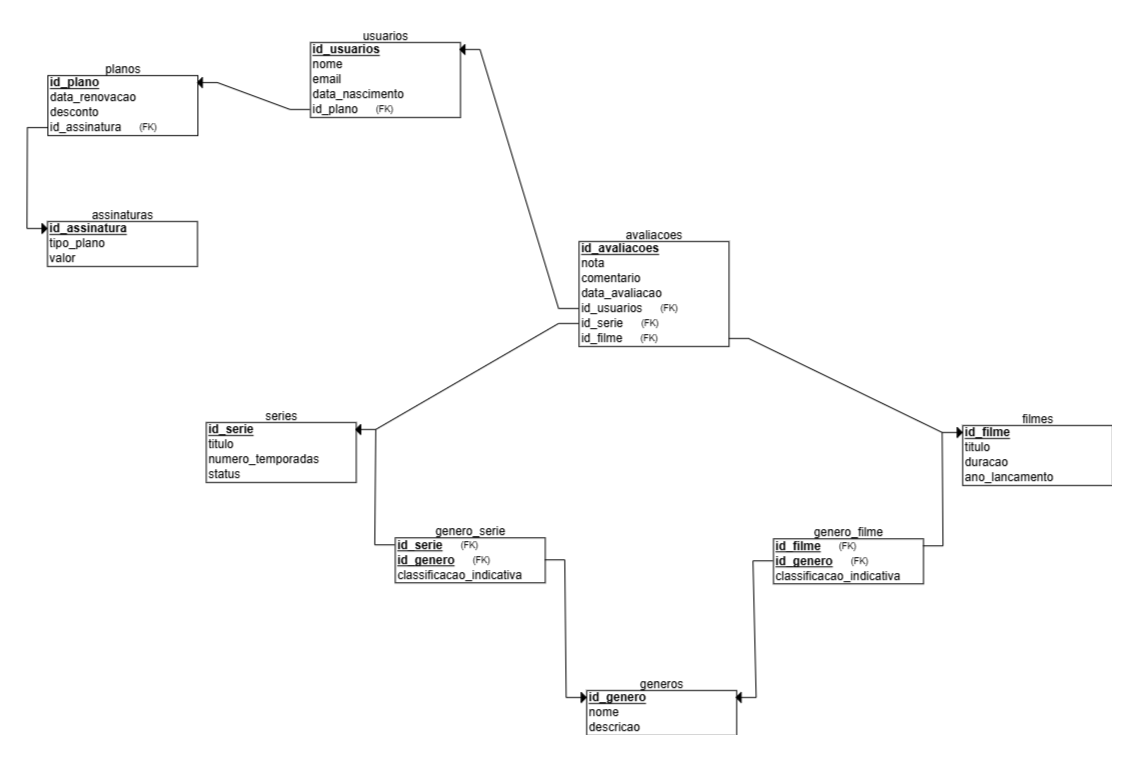 usuarios
id_usuarios
nome
email
data_nascimento
id_plano (FK)
planos
id_plano
data_renovacao
desconto
id_assinatura (FK)
assinaturas
id_assinatura
tipo_plano
valor
avaliacoes
id_avaliacoes
nota
comentario
data_avaliacao
id_usuarios (FK)
id_serie (FK)
id_filme (FK)
series
id_serie
titulo
numero_temporadas
status
filmes
id_filme
titulo
duracao
ano_lancamento
genero_serie
id_serie (FK)
id_genero (FK)
classificacao_indicativa
genero_filme
id_filme (FK)
id_genero (FK)
classificacao_indicativa
generos
id_genero
nome
descricao